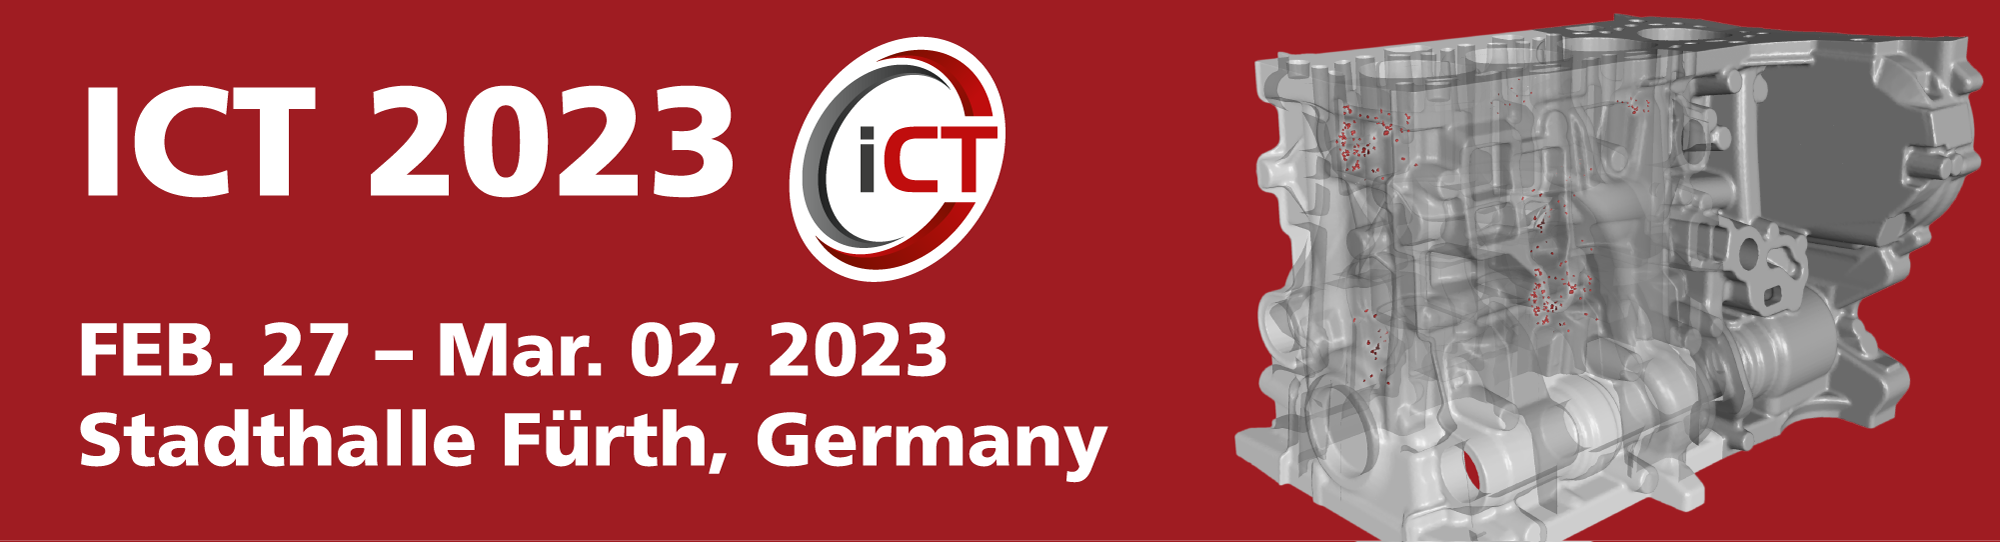 ICT 2023
iCT
FEB. 27 – Mar. 02, 2023
Stadthalle Fürth, Germany